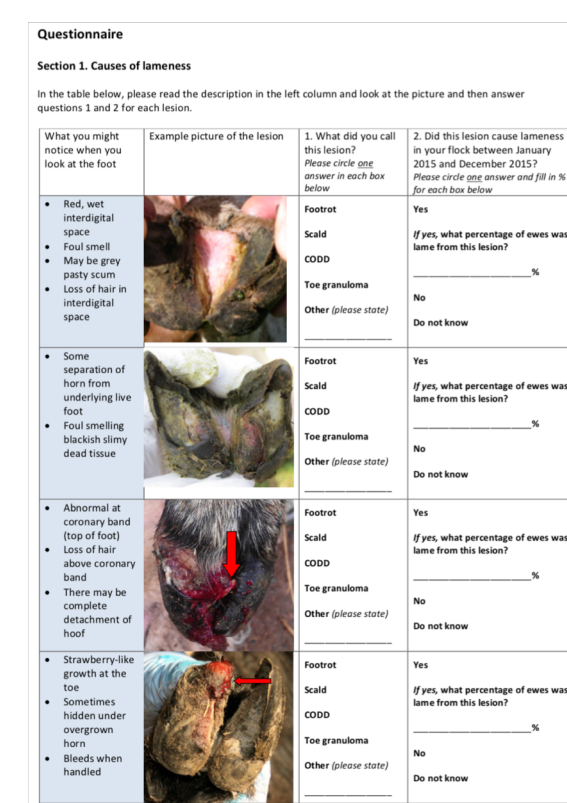 Questionnaire
Section 1. Causes of lameness
In the table below, please read the description in the left column and look at the picture and then answer
questions 1 and 2 for each lesion.
What you might
notice when you
look at the foot
Example picture of the lesion
1. What did you call
this lesion?
Please circle one
answer in each box
below
2. Did this lesion cause lameness
in your flock between January
2015 and December 2015?
Please circle one answer and fill in %
for each box below
• Red, wet
interdigital
space
• Foul smell
• May be grey
pasty scum
• Loss of hair in
interdigital
space
Footrot
Scald
CODD
Toe granuloma
Other (please state)
Yes
If yes, what percentage of ewes was
lame from this lesion?
%
No
Do not know
• Some
separation of
horn from
underlying live
foot
• Foul smelling
blackish slimy
dead tissue
Footrot
Scald
CODD
Toe granuloma
Other (please state)
Yes
If yes, what percentage of ewes was
lame from this lesion?
%
No
Do not know
• Abnormal at
coronary band
(top of foot)
• Loss of hair
above coronary
band
• There may be
complete
detachment of
hoof
Footrot
Scald
CODD
Toe granuloma
Other (please state)
Yes
If yes, what percentage of ewes was
lame from this lesion?
%
No
Do not know
• Strawberry-like
growth at the
toe
• Sometimes
hidden under
overgrown
horn
• Bleeds when
handled
Footrot
Scald
CODD
Toe granuloma
Other (please state)
Yes
If yes, what percentage of ewes was
lame from this lesion?
%
No
Do not know